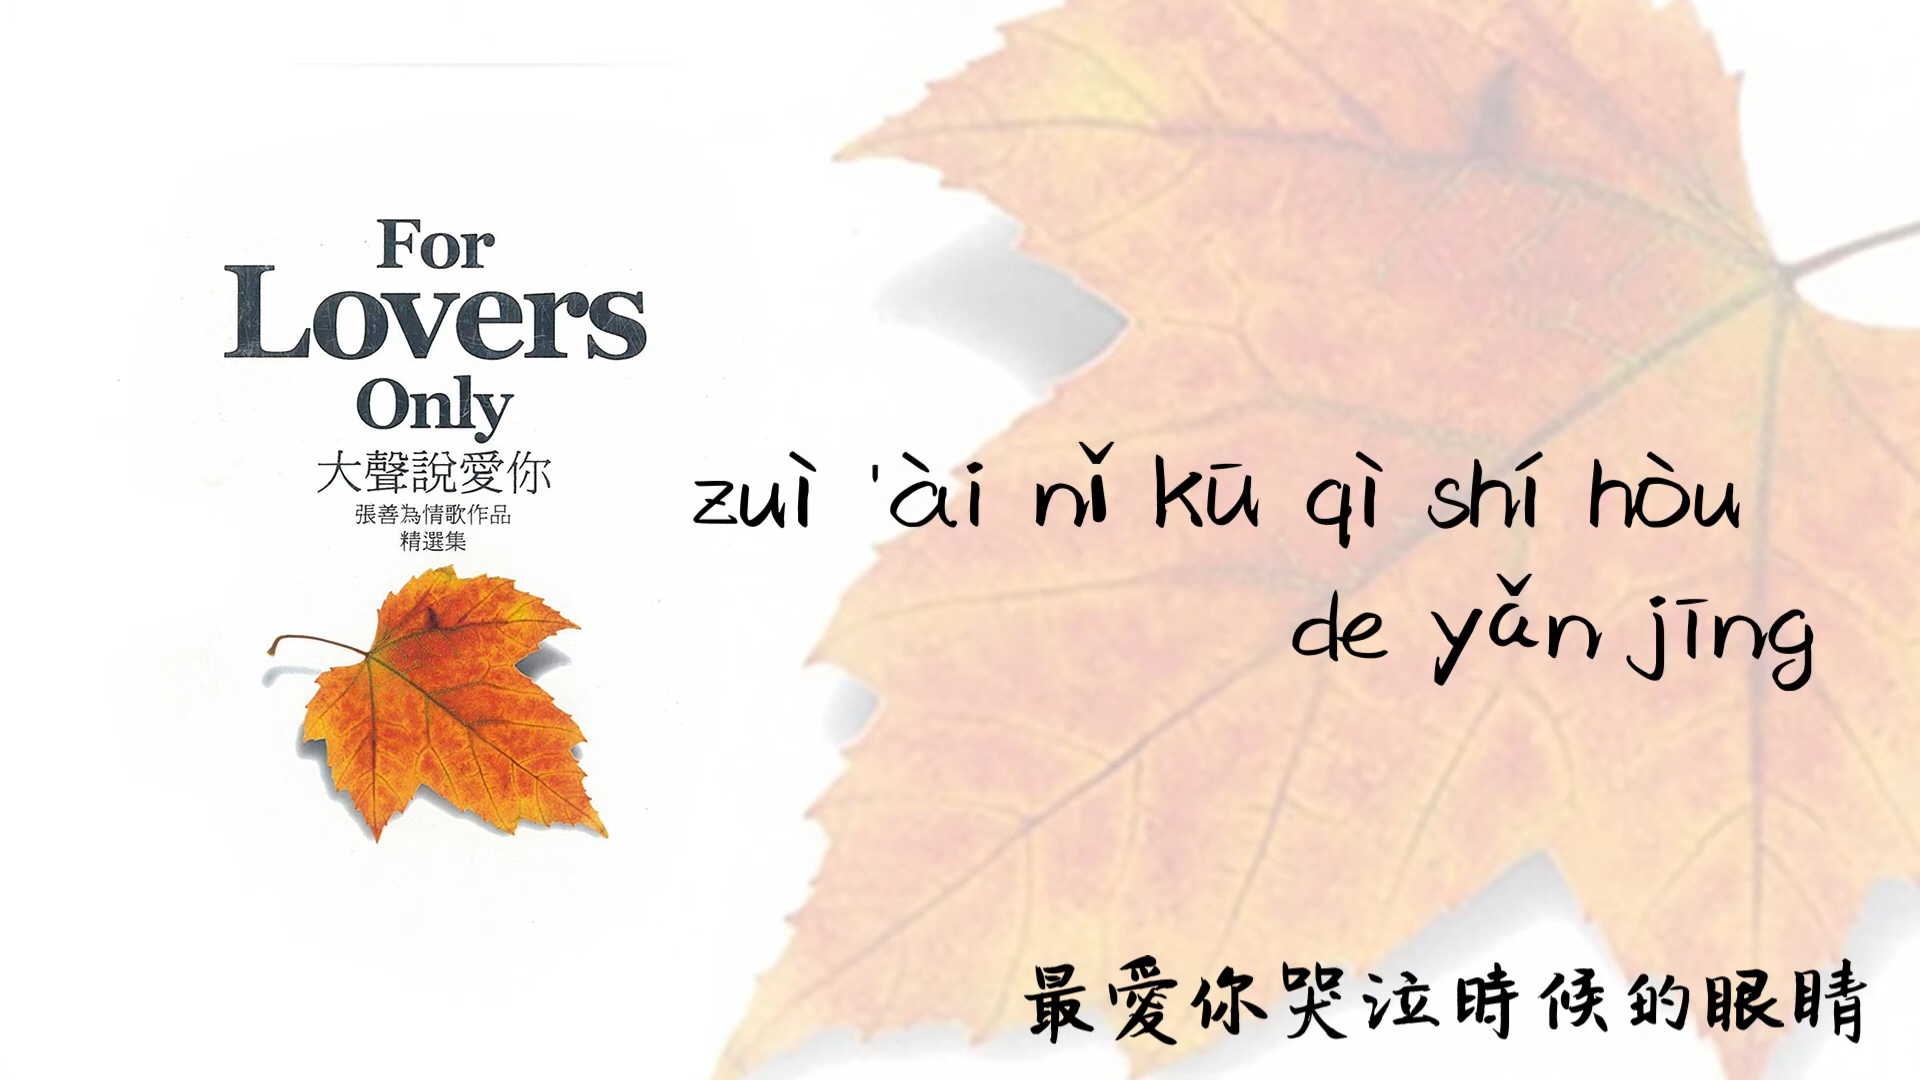 For
Lovers
Only
大聲說愛你
張善為情歌作品
精選集
zuì 'ài nǐ kū qì shí hòu
de yǎn jīng
最愛你哭泣時候的眼睛